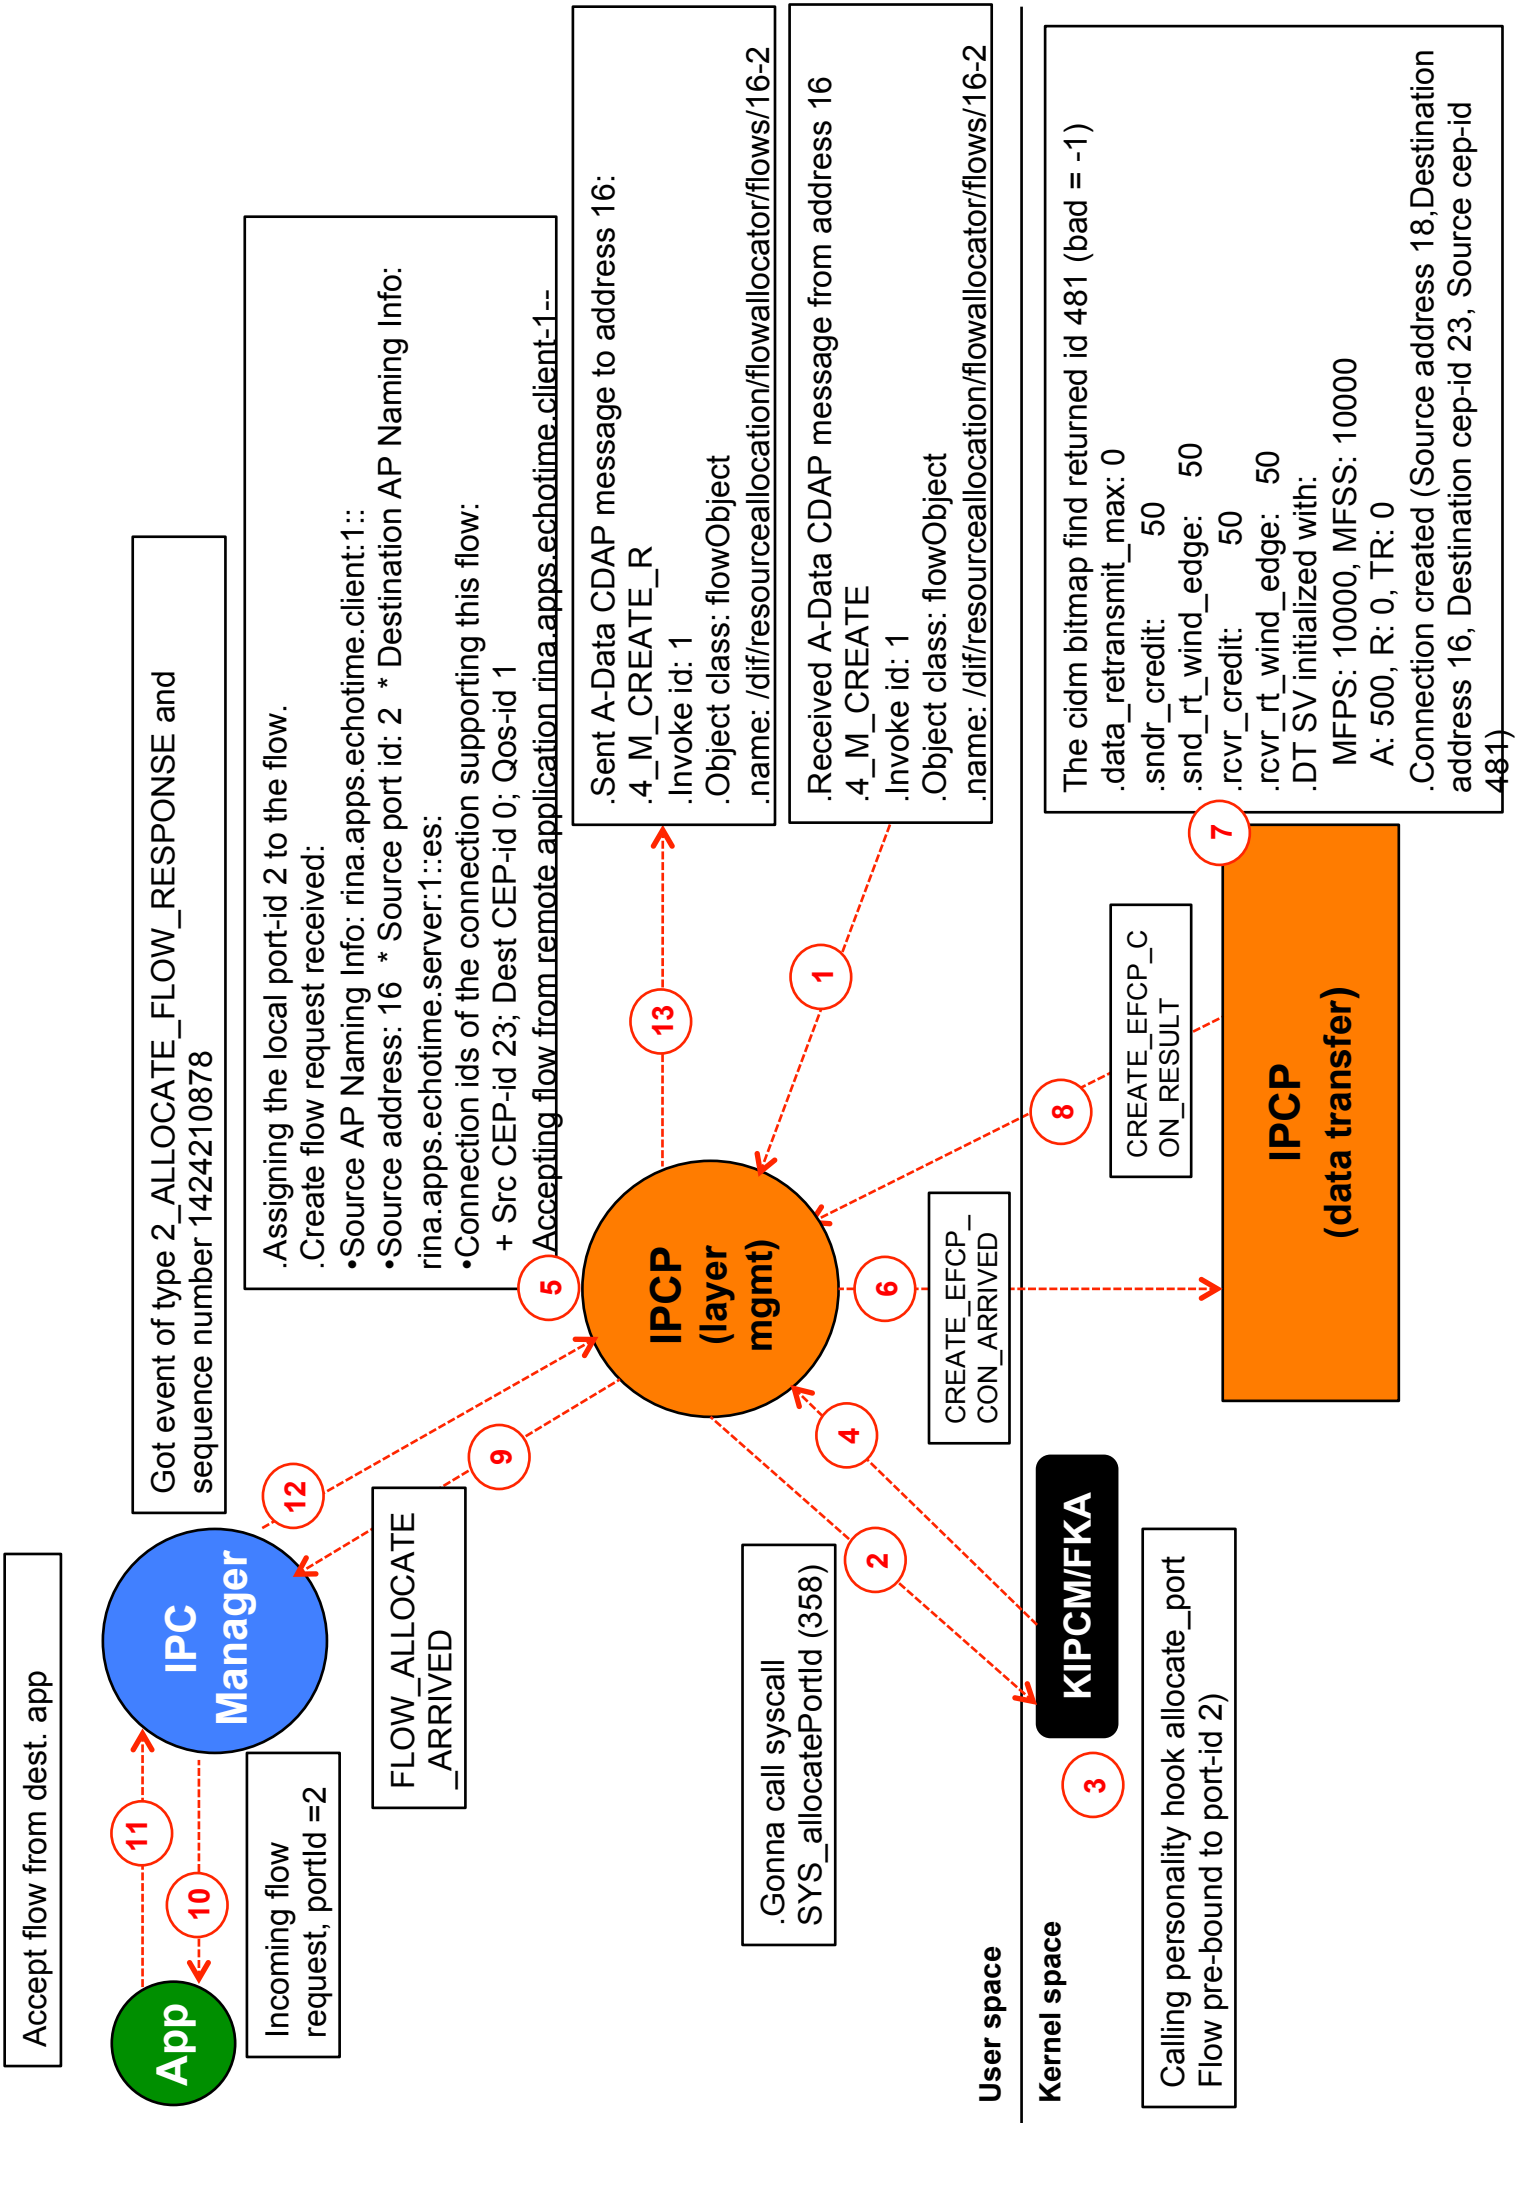 Accept flow from dest. app
Got event of type 2_ALLOCATE_FLOW_RESPONSE and
sequence number 1424210878
App
11
10
IPC
Manager
Incoming flow
request, portId =2
12
9
FLOW_ALLOCATE
_ARRIVED
.Assigning the local port-id 2 to the flow.
.Create flow request received:
•Source AP Naming Info: rina.apps.echotime.client:1::
•Source address: 16  * Source port id: 2  * Destination AP Naming Info:
rina.apps.echotime.server:1::es:
•Connection ids of the connection supporting this flow:
+ Src CEP-id 23; Dest CEP-id 0; Qos-id 1
.Accepting flow from remote application rina.apps.echotime.client-1--
5
.Sent A-Data CDAP message to address 16:
.4_M_CREATE_R
.Invoke id: 1
.Object class: flowObject
.name: /dif/resourceallocation/flowallocator/flows/16-2
13
IPCP
(layer
mgmt)
.Received A-Data CDAP message from address 16
.4_M_CREATE
.Invoke id: 1
.Object class: flowObject
.name: /dif/resourceallocation/flowallocator/flows/16-2
1
.Gonna call syscall
SYS_allocatePortId (358)
2
4
6
CREATE_EFCP_
CON_ARRIVED
8
CREATE_EFCP_C
ON_RESULT
User space
Kernel space
KIPCM/FKA
3
Calling personality hook allocate_port
Flow pre-bound to port-id 2)
IPCP
(data transfer)
7
The cidm bitmap find returned id 481 (bad = -1)
.data_retransmit_max: 0
.sndr_credit: 50
.snd_rt_wind_edge: 50
.rcvr_credit: 50
.rcvr_rt_wind_edge: 50
.DT SV initialized with:
MFPS: 10000, MFSS: 10000
A: 500, R: 0, TR: 0
.Connection created (Source address 18,Destination
address 16, Destination cep-id 23, Source cep-id
481)